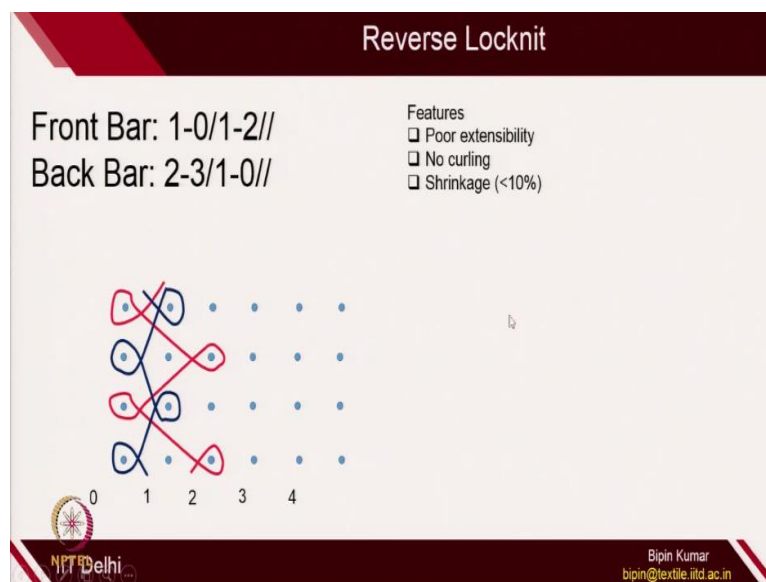 Reverse Locknit
Front Bar: 1-0/1-2//
Back Bar: 2-3/1-0//
Features
Poor extensibility
No curling
Shrinkage (<10%)
0 1 2 3 4
NPTEL
IIT Delhi
Bipin Kumar
bipin@textile.iitd.ac.in